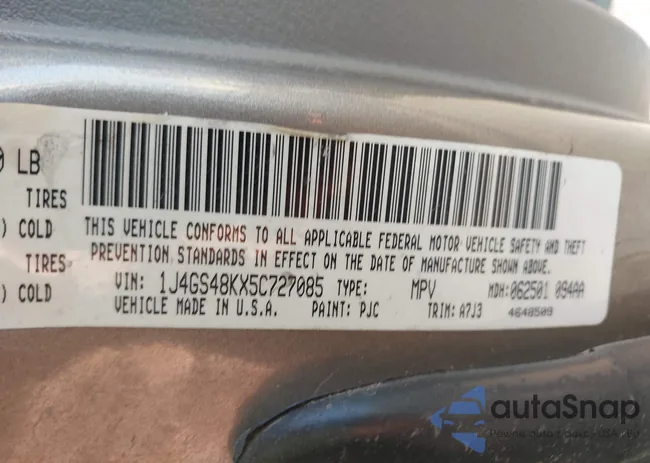 LB
TIRES
) COLD
TIRES
) COLD
THIS VEHICLE CONFORMS TO ALL APPLICABLE FEDERAL MOTOR VEHICLE SAFETY AND THEFT
PREVENTION STANDARDS IN EFFECT ON THE DATE OF MANUFACTURE SHOWN ABOVE.
VIN: 1J4GS48KX5C727085 TYPE: MPV MDH: 062501 094AA
VEHICLE MADE IN U.S.A. PAINT: PJC TRIM: A7J3 4648509
autoSnap